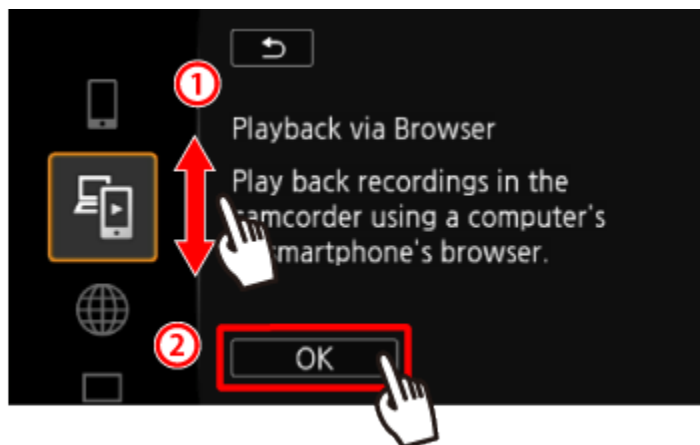 1
Playback via Browser
Play back recordings in the
camcorder using a computer's
smartphone's browser.
2
OK